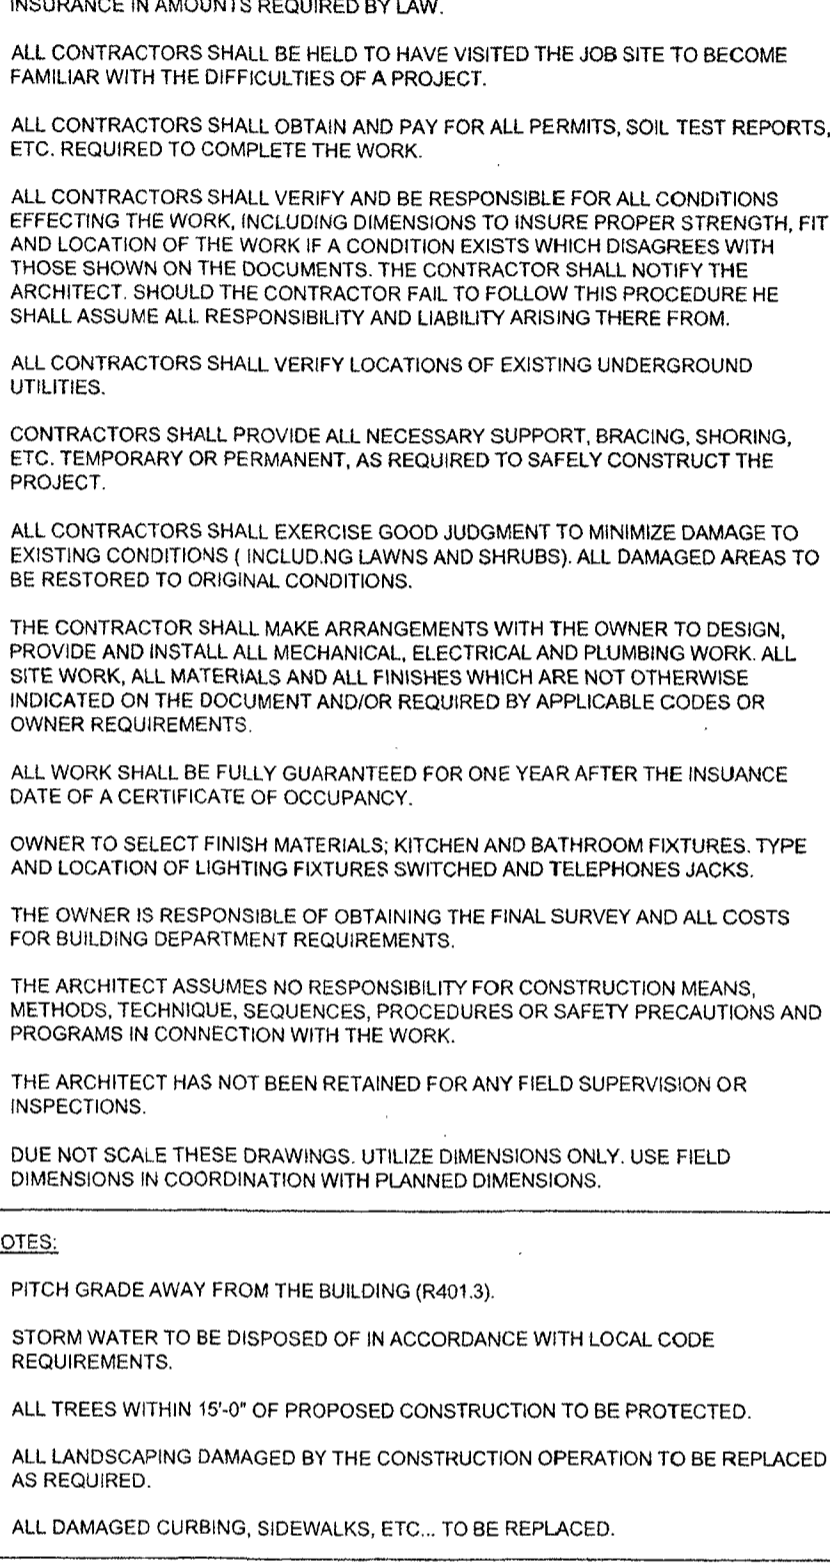 INSURANCE IN AMOUNTS REQUIRED BY LAW.
ALL CONTRACTORS SHALL BE HELD TO HAVE VISITED THE JOB SITE TO BECOME
FAMILIAR WITH THE DIFFICULTIES OF A PROJECT.
ALL CONTRACTORS SHALL OBTAIN AND PAY FOR ALL PERMITS, SOIL TEST REPORTS,
ETC. REQUIRED TO COMPLETE THE WORK.
ALL CONTRACTORS SHALL VERIFY AND BE RESPONSIBLE FOR ALL CONDITIONS
EFFECTING THE WORK, INCLUDING DIMENSIONS TO INSURE PROPER STRENGTH, FIT
AND LOCATION OF THE WORK IF A CONDITION EXISTS WHICH DISAGREES WITH
THOSE SHOWN ON THE DOCUMENTS. THE CONTRACTOR SHALL NOTIFY THE
ARCHITECT. SHOULD THE CONTRACTOR FAIL TO FOLLOW THIS PROCEDURE HE
SHALL ASSUME ALL RESPONSIBILITY AND LIABILITY ARISING THERE FROM.
ALL CONTRACTORS SHALL VERIFY LOCATIONS OF EXISTING UNDERGROUND
UTILITIES.
CONTRACTORS SHALL PROVIDE ALL NECESSARY SUPPORT, BRACING, SHORING,
ETC. TEMPORARY OR PERMANENT, AS REQUIRED TO SAFELY CONSTRUCT THE
PROJECT.
ALL CONTRACTORS SHALL EXERCISE GOOD JUDGMENT TO MINIMIZE DAMAGE TO
EXISTING CONDITIONS ( INCLUD.NG LAWNS AND SHRUBS). ALL DAMAGED AREAS TO
BE RESTORED TO ORIGINAL CONDITIONS.
THE CONTRACTOR SHALL MAKE ARRANGEMENTS WITH THE OWNER TO DESIGN,
PROVIDE AND INSTALL ALL MECHANICAL, ELECTRICAL AND PLUMBING WORK. ALL
SITE WORK, ALL MATERIALS AND ALL FINISHES WHICH ARE NOT OTHERWISE
INDICATED ON THE DOCUMENT AND/OR REQUIRED BY APPLICABLE CODES OR
OWNER REQUIREMENTS.
ALL WORK SHALL BE FULLY GUARANTEED FOR ONE YEAR AFTER THE INSUANCE
DATE OF A CERTIFICATE OF OCCUPANCY.
OWNER TO SELECT FINISH MATERIALS; KITCHEN AND BATHROOM FIXTURES. TYPE
AND LOCATION OF LIGHTING FIXTURES SWITCHED AND TELEPHONES JACKS.
THE OWNER IS RESPONSIBLE OF OBTAINING THE FINAL SURVEY AND ALL COSTS
FOR BUILDING DEPARTMENT REQUIREMENTS.
THE ARCHITECT ASSUMES NO RESPONSIBILITY FOR CONSTRUCTION MEANS,
METHODS, TECHNIQUE, SEQUENCES, PROCEDURES OR SAFETY PRECAUTIONS AND
PROGRAMS IN CONNECTION WITH THE WORK.
THE ARCHITECT HAS NOT BEEN RETAINED FOR ANY FIELD SUPERVISION OR
INSPECTIONS.
DUE NOT SCALE THESE DRAWINGS. UTILIZE DIMENSIONS ONLY. USE FIELD
DIMENSIONS IN COORDINATION WITH PLANNED DIMENSIONS.
OTES:
PITCH GRADE AWAY FROM THE BUILDING (R401.3).
STORM WATER TO BE DISPOSED OF IN ACCORDANCE WITH LOCAL CODE
REQUIREMENTS.
ALL TREES WITHIN 15'-0" OF PROPOSED CONSTRUCTION TO BE PROTECTED.
ALL LANDSCAPING DAMAGED BY THE CONSTRUCTION OPERATION TO BE REPLACED
AS REQUIRED.
ALL DAMAGED CURBING, SIDEWALKS, ETC... TO BE REPLACED.